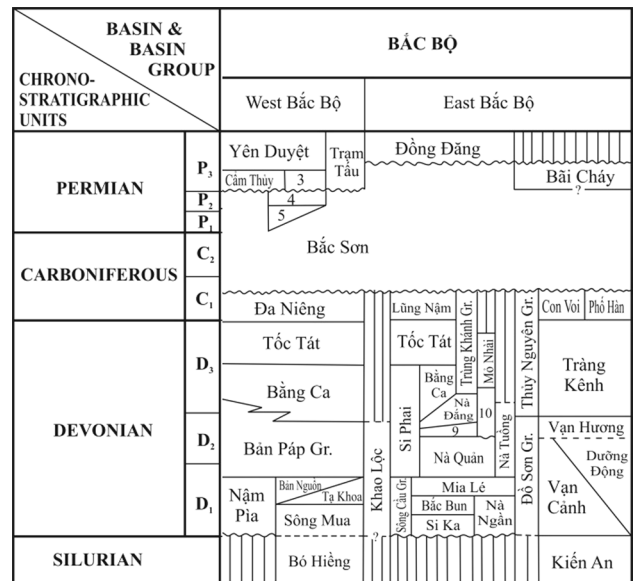 BASIN &
BASIN
GROUP
CHRONO-
STRATIGRAPHIC
UNITS
BẮC BỘ
West Bắc Bộ
East Bắc Bộ
PERMIAN
P3
P2
P1
CARBONIFEROUS
C2
C1
DEVONIAN
D3
D2
D1
SILURIAN
Yên Duyệt
Cẩm Thủy
3
4
5
Trạm
Tấu
Đồng Đăng
Bãi Cháy
?
Bắc Sơn
Đa Niêng
Tốc Tát
Bằng Ca
Bản Páp Gr.
Nậm
Pìa
Bản Nguồn
Tạ Khoa
Sông Mua
Bó Hiềng
Khao Lộc
?
Lũng Nậm
Tốc Tát
Si Phai
Bằng
Ca
Nà
Đắng
9
Trùng Khánh Gr.
Mỏ Nhài
10
Nà Quản
Nà Tuồng
Sông Cầu Gr.
Mia Lé
Bắc Bun
Si Ka
Nà
Ngần
Thủy Nguyên Gr.
Đồ Sơn Gr.
Con Voi
Phố Hàn
Tràng
Kênh
Vạn Hương
Dưỡng
Động
Vạn
Cảnh
Kiến An